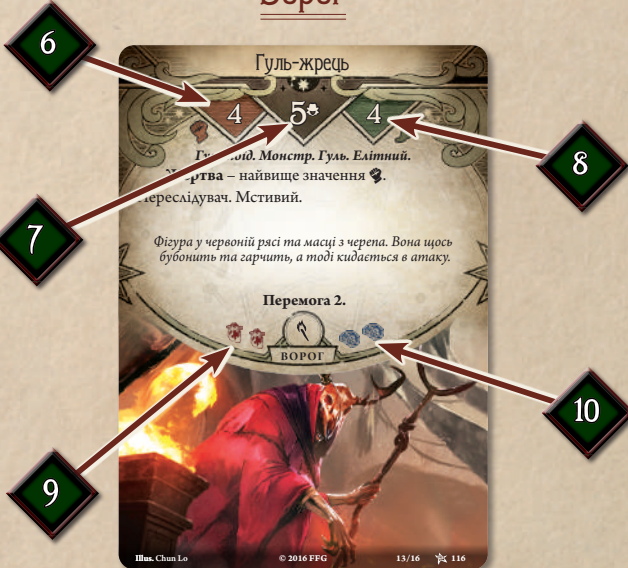 Ворог
6
Гуль-жрець
4 5 4
8
Монстр. Гуль. Елітний.
– найвище значення
7
Мстивий.
Фігура у червоній рясі та масці з черепа. Вона щось
бубонить та гарчить, а тоді кидається в атаку.
Перемога 2.
ВОРОГ
10
9
Illus. Chun Lo © 2016 FFG 13/16 116